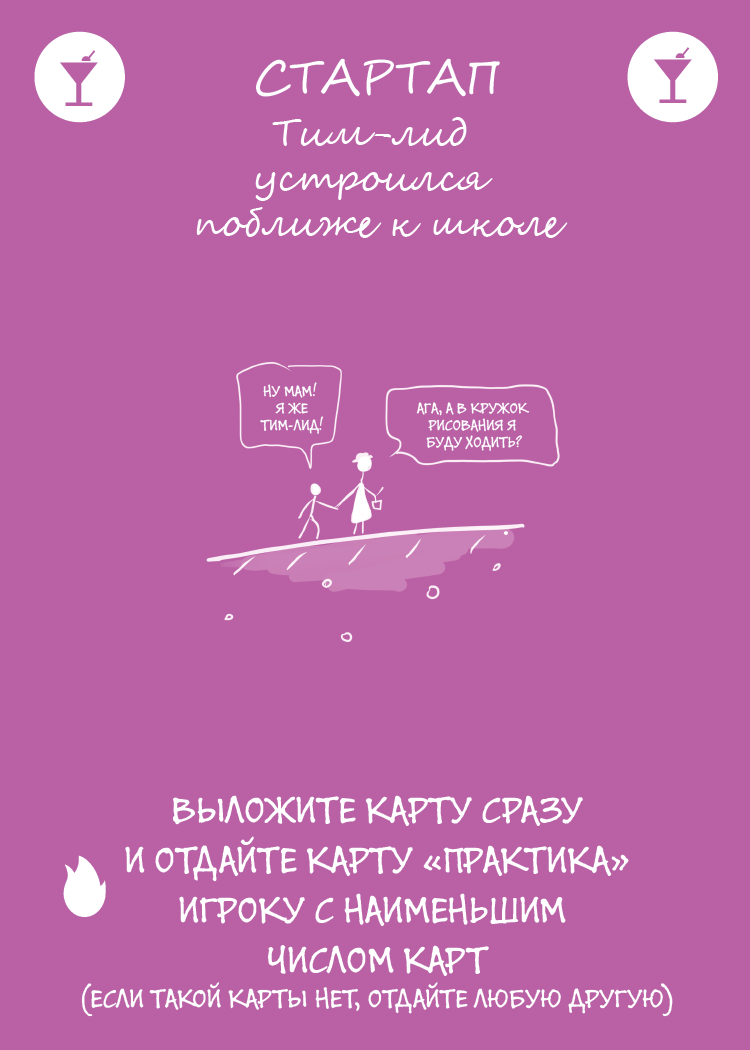 СТАРТАП
Тим-лид
устроился
поближе к школе
НУ МАМ!
Я ЖЕ
ТИМ-ЛИД!
АГА, А В КРУЖОК
РИСОВАНИЯ Я
БУДУ ХОДИТЬ?
ВЫЛОЖИТЕ КАРТУ СРАЗУ
И ОТДАЙТЕ КАРТУ «ПРАКТИКА»
ИГРОКУ С НАИМЕНЬШИМ
ЧИСЛОМ КАРТ
(ЕСЛИ ТАКОЙ КАРТЫ НЕТ, ОТДАЙТЕ ЛЮБУЮ ДРУГУЮ)